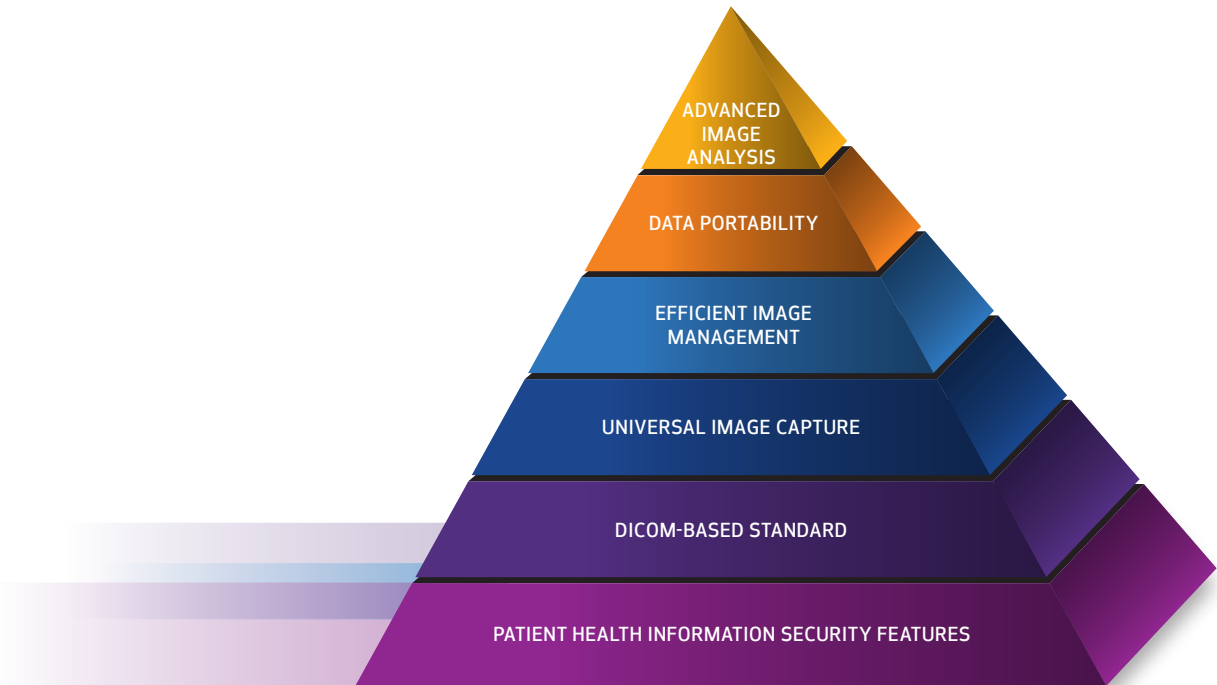 ADVANCED
IMAGE
ANALYSIS
DATA PORTABILITY
EFFICIENT IMAGE
MANAGEMENT
UNIVERSAL IMAGE CAPTURE
DICOM-BASED STANDARD
PATIENT HEALTH INFORMATION SECURITY FEATURES